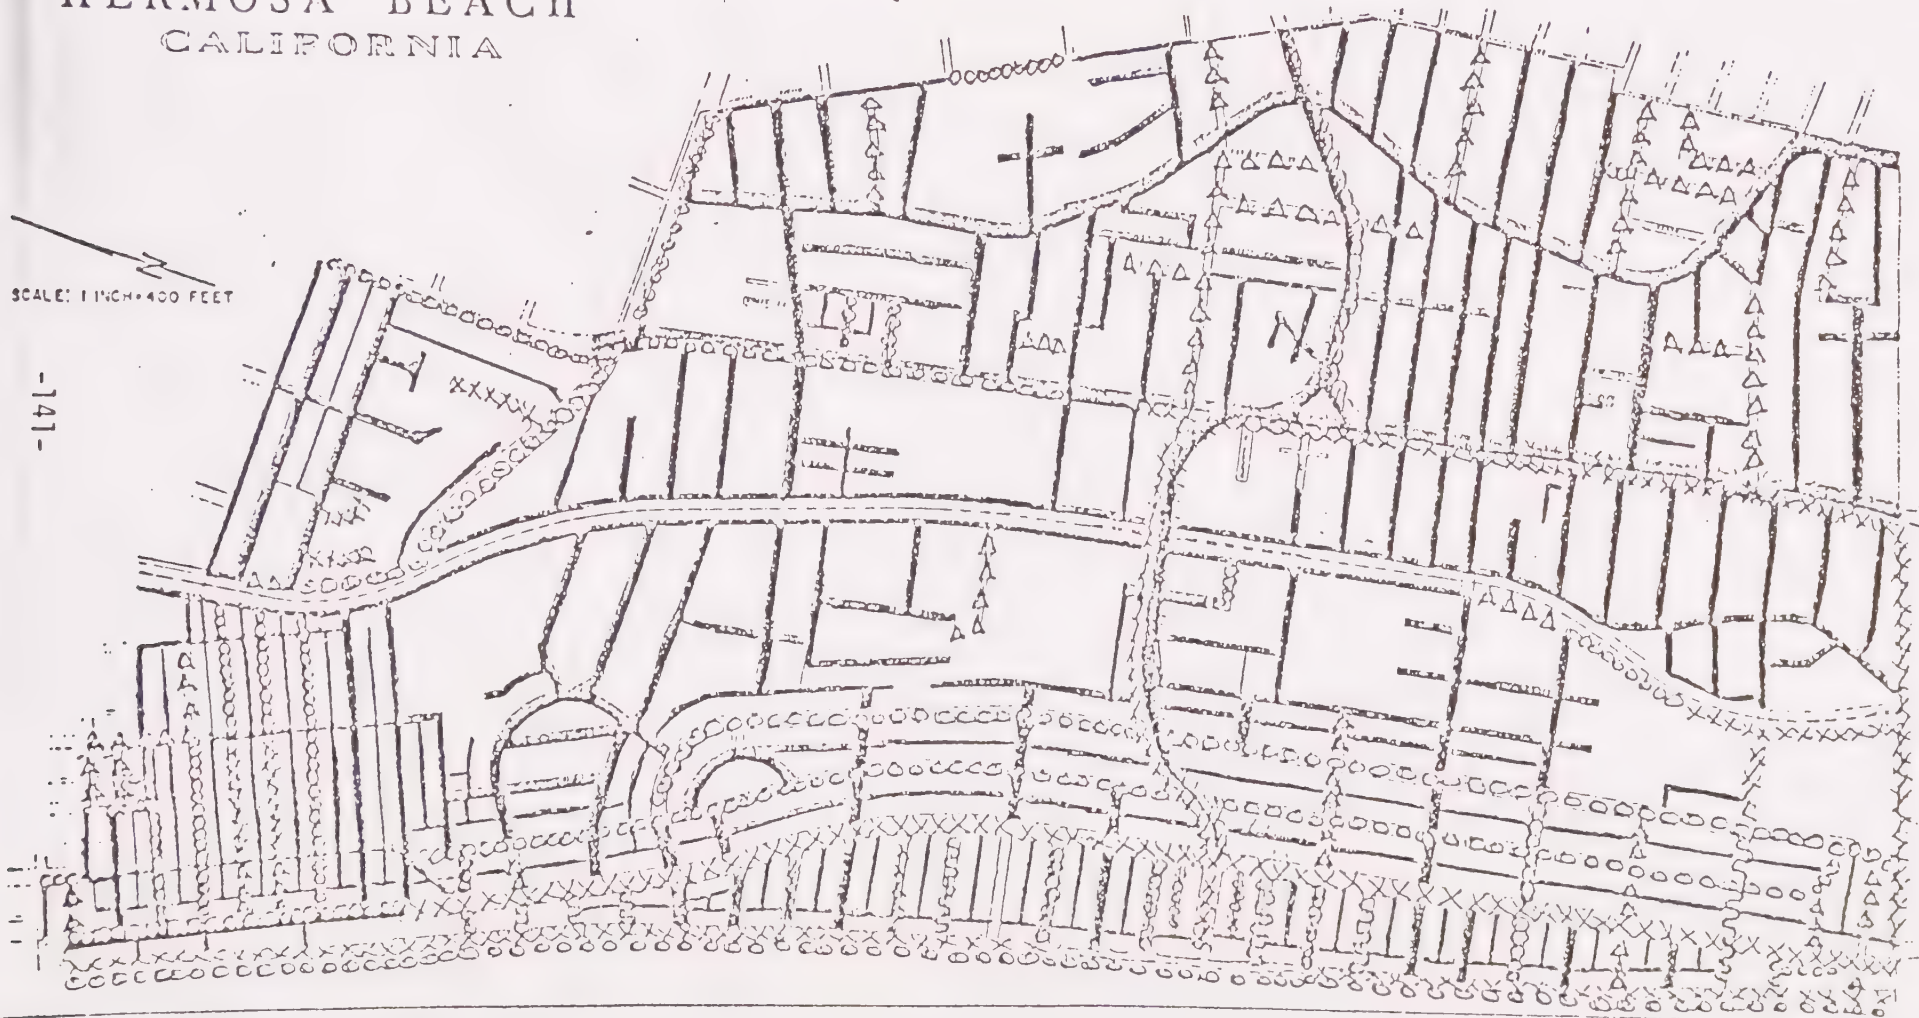 HERMOSA BEACH
CALIFORNIA
N
SCALE: 1 INCH=400 FEET
-141-